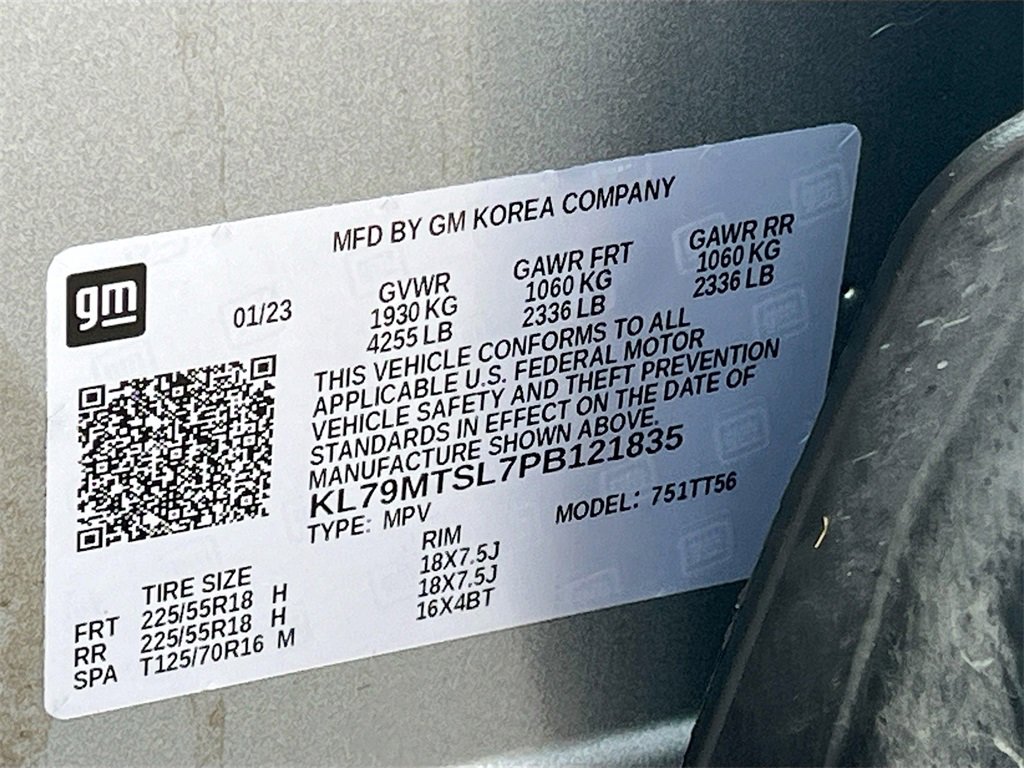 MFD BY GM KOREA COMPANY
gm
01/23
GVWR
1930 KG
4255 LB
GAWR FRT
1060 KG
2336 LB
GAWR RR
1060 KG
2336 LB
THIS VEHICLE CONFORMS TO ALL
APPLICABLE U.S. FEDERAL MOTOR
VEHICLE SAFETY AND THEFT PREVENTION
STANDARDS IN EFFECT ON THE DATE OF
MANUFACTURE SHOWN ABOVE.
KL79MTSL7PB121835
TYPE: MPV MODEL: 751TT56
TIRE SIZE RIM
FRT 225/55R18 H 18X7.5J
RR 225/55R18 H 18X7.5J
SPA T125/70R16 M 16X4BT